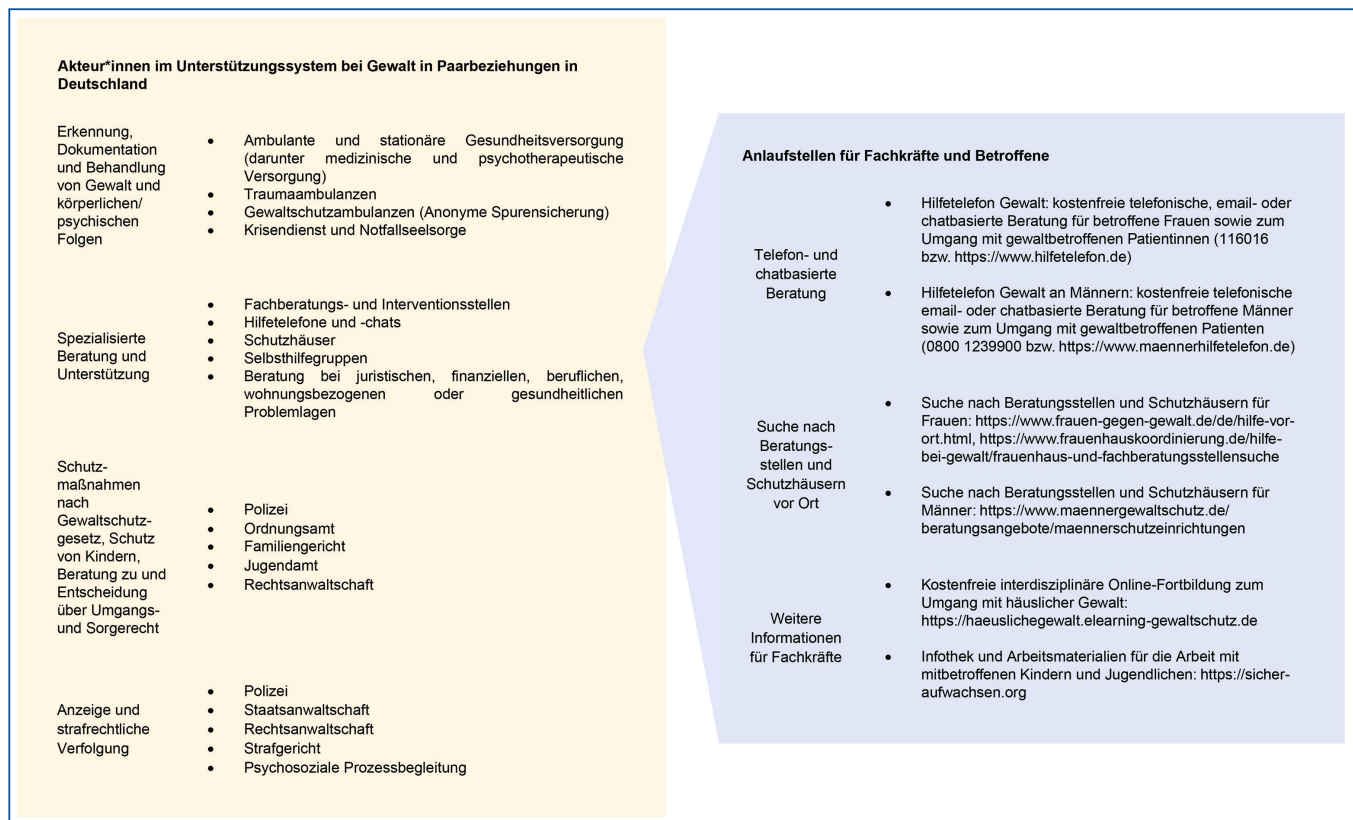 Akteur*innen im Unterstützungssystem bei Gewalt in Paarbeziehungen in
Deutschland
Erkennung,
Dokumentation
und Behandlung
von Gewalt und
körperlichen/
psychischen
Folgen
• Ambulante und stationäre Gesundheitsversorgung
(darunter medizinische und psychotherapeutische
Versorgung)
• Traumaambulanzen
• Gewaltschutzambulanzen (Anonyme Spurensicherung)
• Krisendienst und Notfallseelsorge
Spezialisierte
Beratung und
Unterstützung
• Fachberatungs- und Interventionsstellen
• Hilfetelefone und -chats
• Schutzhäuser
• Selbsthilfegruppen
• Beratung bei juristischen, finanziellen, beruflichen,
wohnungsbezogenen oder gesundheitlichen
Problemlagen
Schutz-
maßnahmen
nach
Gewaltschutz-
gesetz, Schutz
von Kindern,
Beratung zu und
Entscheidung
über Umgangs-
und Sorgerecht
• Polizei
• Ordnungsamt
• Familiengericht
• Jugendamt
• Rechtsanwaltschaft
Anzeige und
strafrechtliche
Verfolgung
• Polizei
• Staatsanwaltschaft
• Rechtsanwaltschaft
• Strafgericht
• Psychosoziale Prozessbegleitung
Anlaufstellen für Fachkräfte und Betroffene
Telefon- und
chatbasierte
Beratung
• Hilfetelefon Gewalt: kostenfreie telefonische, email- oder
chatbasierte Beratung für betroffene Frauen sowie zum
Umgang mit gewaltbetroffenen Patientinnen (116016
bzw. https://www.hilfetelefon.de)
• Hilfetelefon Gewalt an Männern: kostenfreie telefonische
email- oder chatbasierte Beratung für betroffene Männer
sowie zum Umgang mit gewaltbetroffenen Patienten
(0800 1239900 bzw. https://www.maennerhilfetelefon.de)
Suche nach
Beratungs-
stellen und
Schutzhäusern
vor Ort
• Suche nach Beratungsstellen und Schutzhäusern für
Frauen: https://www.frauen-gegen-gewalt.de/de/hilfe-vor-
ort.html, https://www.frauenhauskoordinierung.de/hilfe-
bei-gewalt/frauenhaus-und-fachberatungsstellensuche
• Suche nach Beratungsstellen und Schutzhäusern für
Männer: https://www.maennergewaltschutz.de/
beratungsangebote/maennerschutzeinrichtungen
Weitere
Informationen
für Fachkräfte
• Kostenfreie interdisziplinäre Online-Fortbildung zum
Umgang mit häuslicher Gewalt:
https://haeuslichegewalt.elearning-gewaltschutz.de
• Infothek und Arbeitsmaterialien für die Arbeit mit
mitbetroffenen Kindern und Jugendlichen: https://sicher-
aufwachsen.org